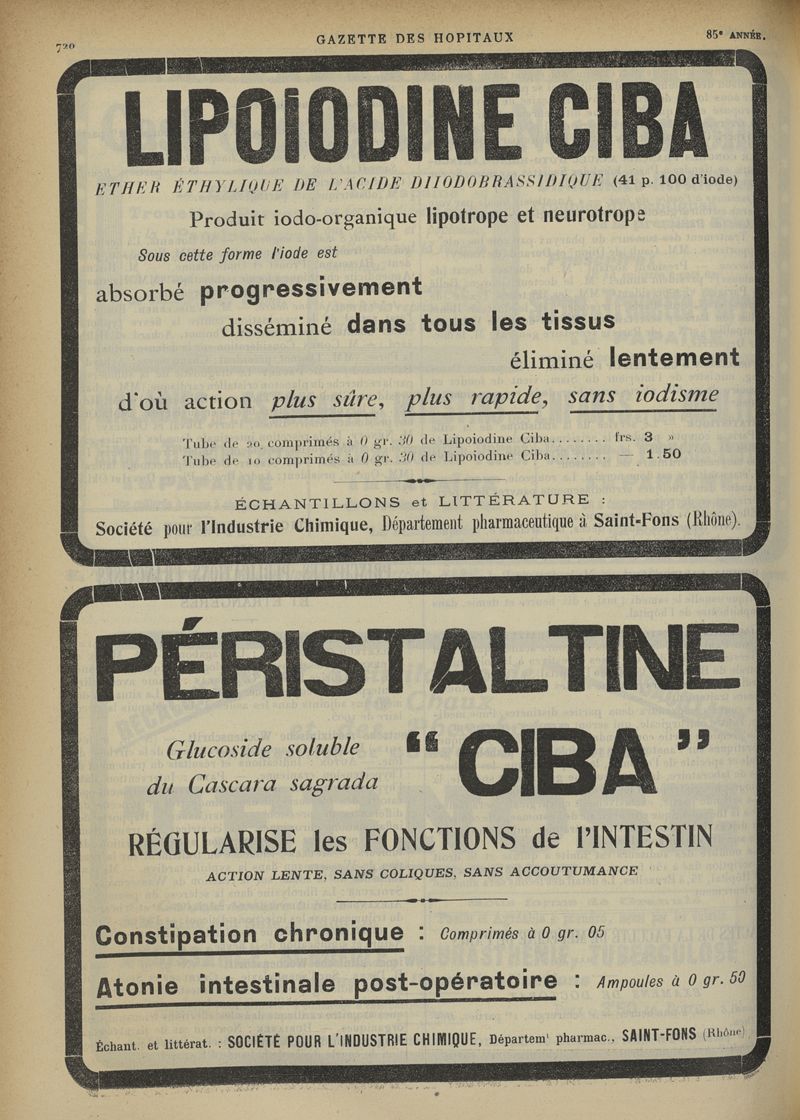 720
GAZETTE DES HOPITAUX
85e ANNÉE.
LIPOIODINE CIBA
ETHER ÉTHYLIQUE DE L'ACIDE DIIODOBRASSIDIQUE (41 p. 100 d'iode)
Produit iodo-organique lipotrope et neurotrope
Sous cette forme l'iode est
absorbé progressivement
disséminé dans tous les tissus
éliminé lentement
d'où action plus sûre, plus rapide, sans iodisme
Tube de 20 comprimés à 0 gr. 30 de Lipoiodine Ciba........ frs. 3 »
Tube de 10 comprimés à 0 gr. 30 de Lipoiodine Ciba........ — 1.50
ÉCHANTILLONS et LITTÉRATURE :
Société pour l'Industrie Chimique, Département pharmaceutique à Saint-Fons (Rhône).
PÉRISTALTINE
Glucoside soluble
du Cascara sagrada
“ CIBA ”
RÉGULARISE les FONCTIONS de l'INTESTIN
ACTION LENTE, SANS COLIQUES, SANS ACCOUTUMANCE
Constipation chronique : Comprimés à 0 gr. 05
Atonie intestinale post-opératoire : Ampoules à 0 gr. 50
Échant. et littérat. : SOCIÉTÉ POUR L'INDUSTRIE CHIMIQUE, Départemt pharmac., SAINT-FONS (Rhône)